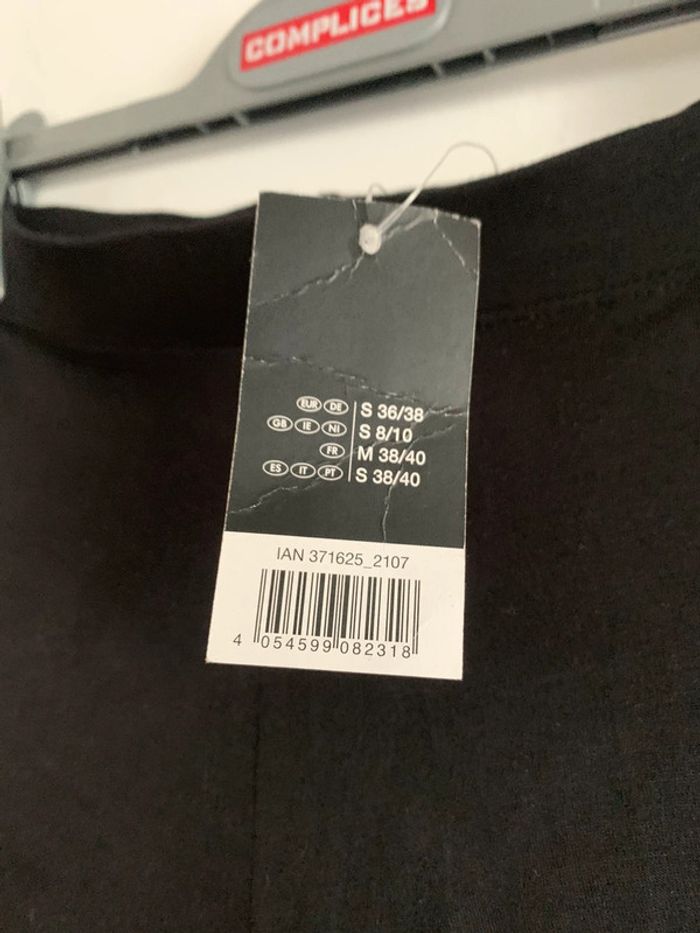 COMPLICES
EUR DE S 36/38
GB IE NI S 8/10
FR M 38/40
ES IT PT S 38/40
IAN 371625_2107
4 054599 082318